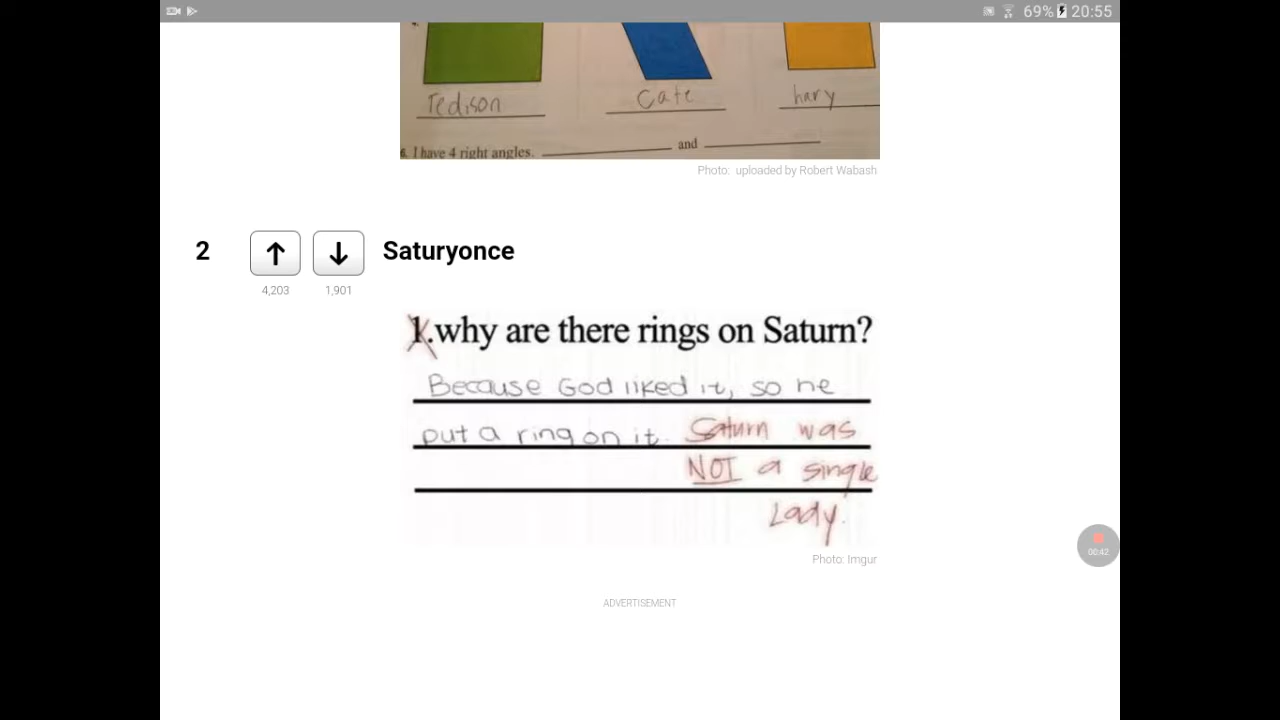 69% 20:55
Tedison Cate hary
6. I have 4 right angles. and
Photo: uploaded by Robert Wabash
2 Saturyonce
4,203 1,901
1. why are there rings on Saturn?
Because God liked it, so he
put a ring on it. Saturn was
NOT a single
Lady.
Photo: Imgur
00:42
ADVERTISEMENT